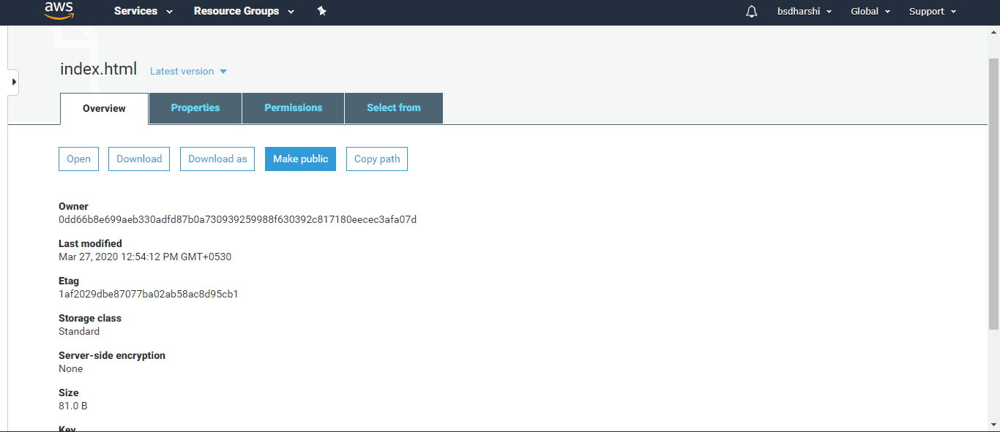 aws Services Resource Groups bsdharshi Global Support
index.html Latest version
Overview Properties Permissions Select from
Open Download Download as Make public Copy path
Owner
0dd66b8e699aeb330adfd87b0a730939259988f630392c817180eecec3afa07d
Last modified
Mar 27, 2020 12:54:12 PM GMT+0530
Etag
1af2029dbe87077ba02ab58ac8d95cb1
Storage class
Standard
Server-side encryption
None
Size
81.0 B
Key